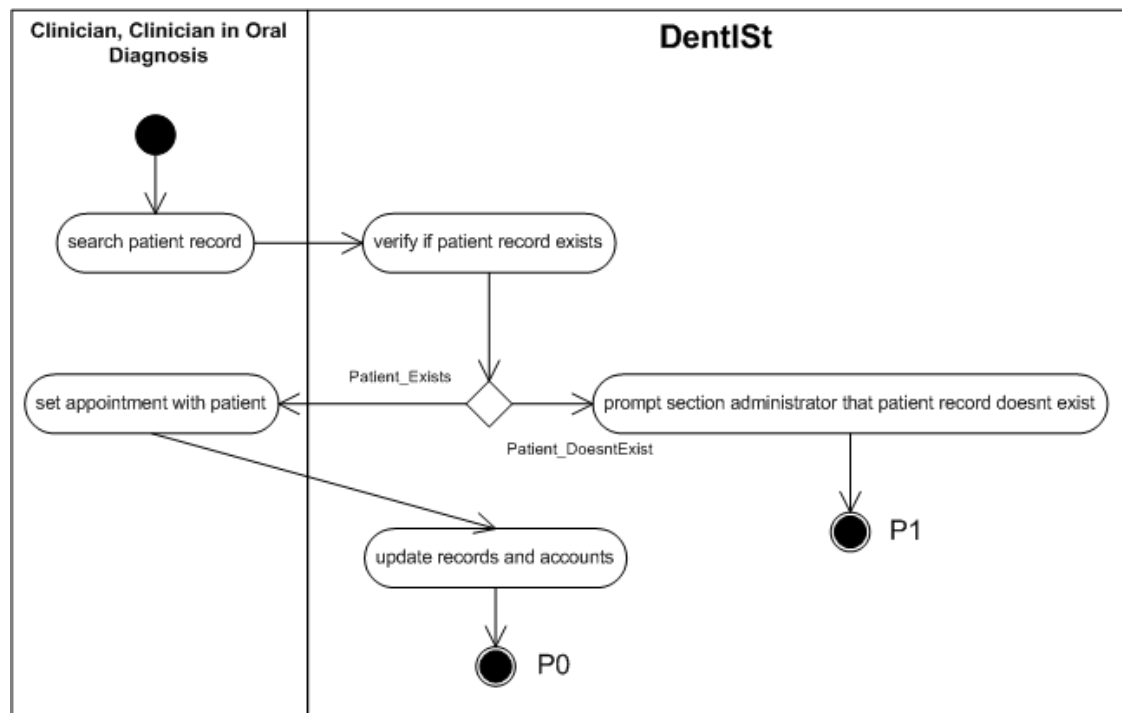 Clinician, Clinician in Oral
Diagnosis
DentISt
search patient record
verify if patient record exists
Patient_Exists
set appointment with patient
prompt section administrator that patient record doesnt exist
Patient_DoesntExist
P1
update records and accounts
P0